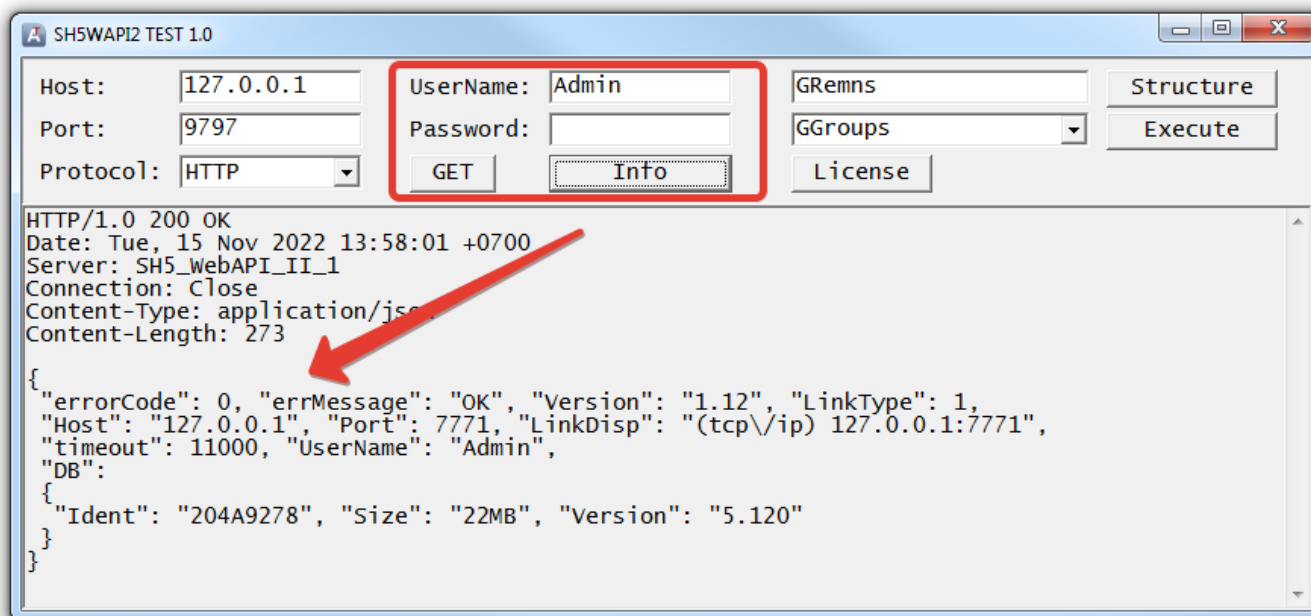 SH5WAPI2 TEST 1.0
Host: 127.0.0.1 UserName: Admin GRemns Structure
Port: 9797 Password: GGroups Execute
Protocol: HTTP GET Info License
HTTP/1.0 200 OK
Date: Tue, 15 Nov 2022 13:58:01 +0700
Server: SH5_WebAPI_II_1
Connection: Close
Content-Type: application/json
Content-Length: 273
{
"errorCode": 0, "errMessage": "OK", "Version": "1.12", "LinkType": 1,
"Host": "127.0.0.1", "Port": 7771, "LinkDisp": "(tcp\/ip) 127.0.0.1:7771",
"timeout": 11000, "UserName": "Admin",
"DB":
{
"Ident": "204A9278", "Size": "22MB", "Version": "5.120"
}
}